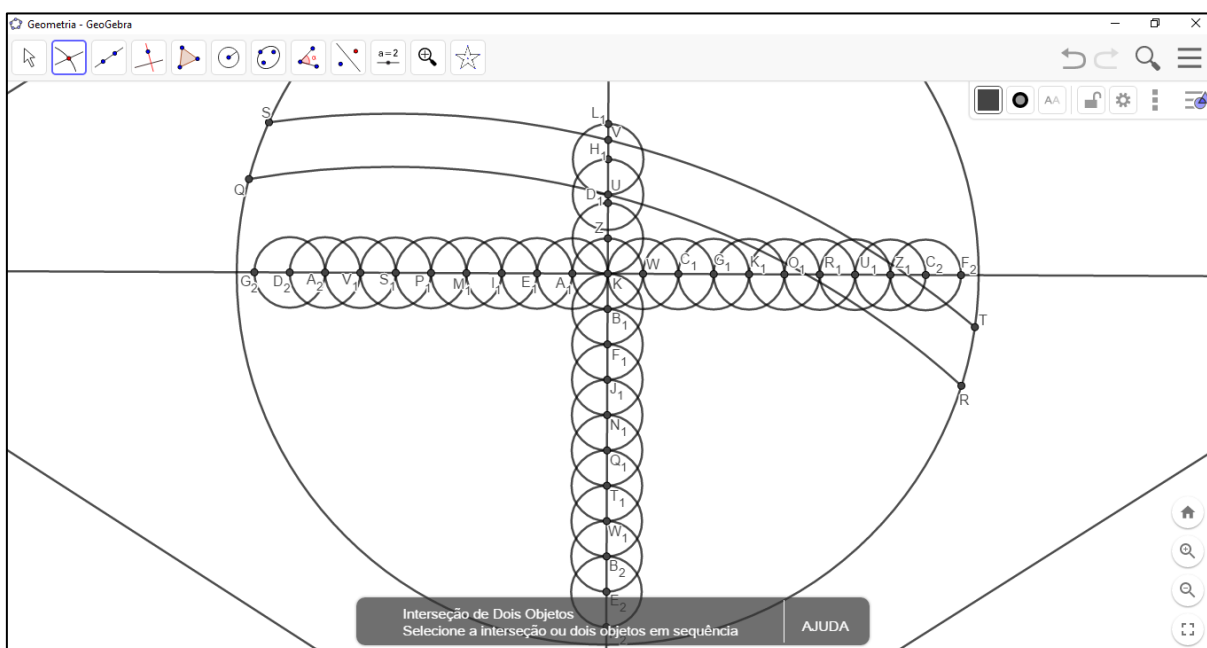 Geometria - GeoGebra
a=2
AA
S
L₁
V
H₁
Q
U
D₁
Z
G₂ D₂ A₂ V₁ S₁ P₁ M₁ I₁ E₁ A₁ K W C₁ G₁ K₁ O₁ R₁ U₁ Z₁ C₂ F₂
B₁
T
F₁
J₁
R
N₁
Q₁
T₁
W₁
B₂
E₂
Interseção de Dois Objetos
Selecione a interseção ou dois objetos em sequência
AJUDA